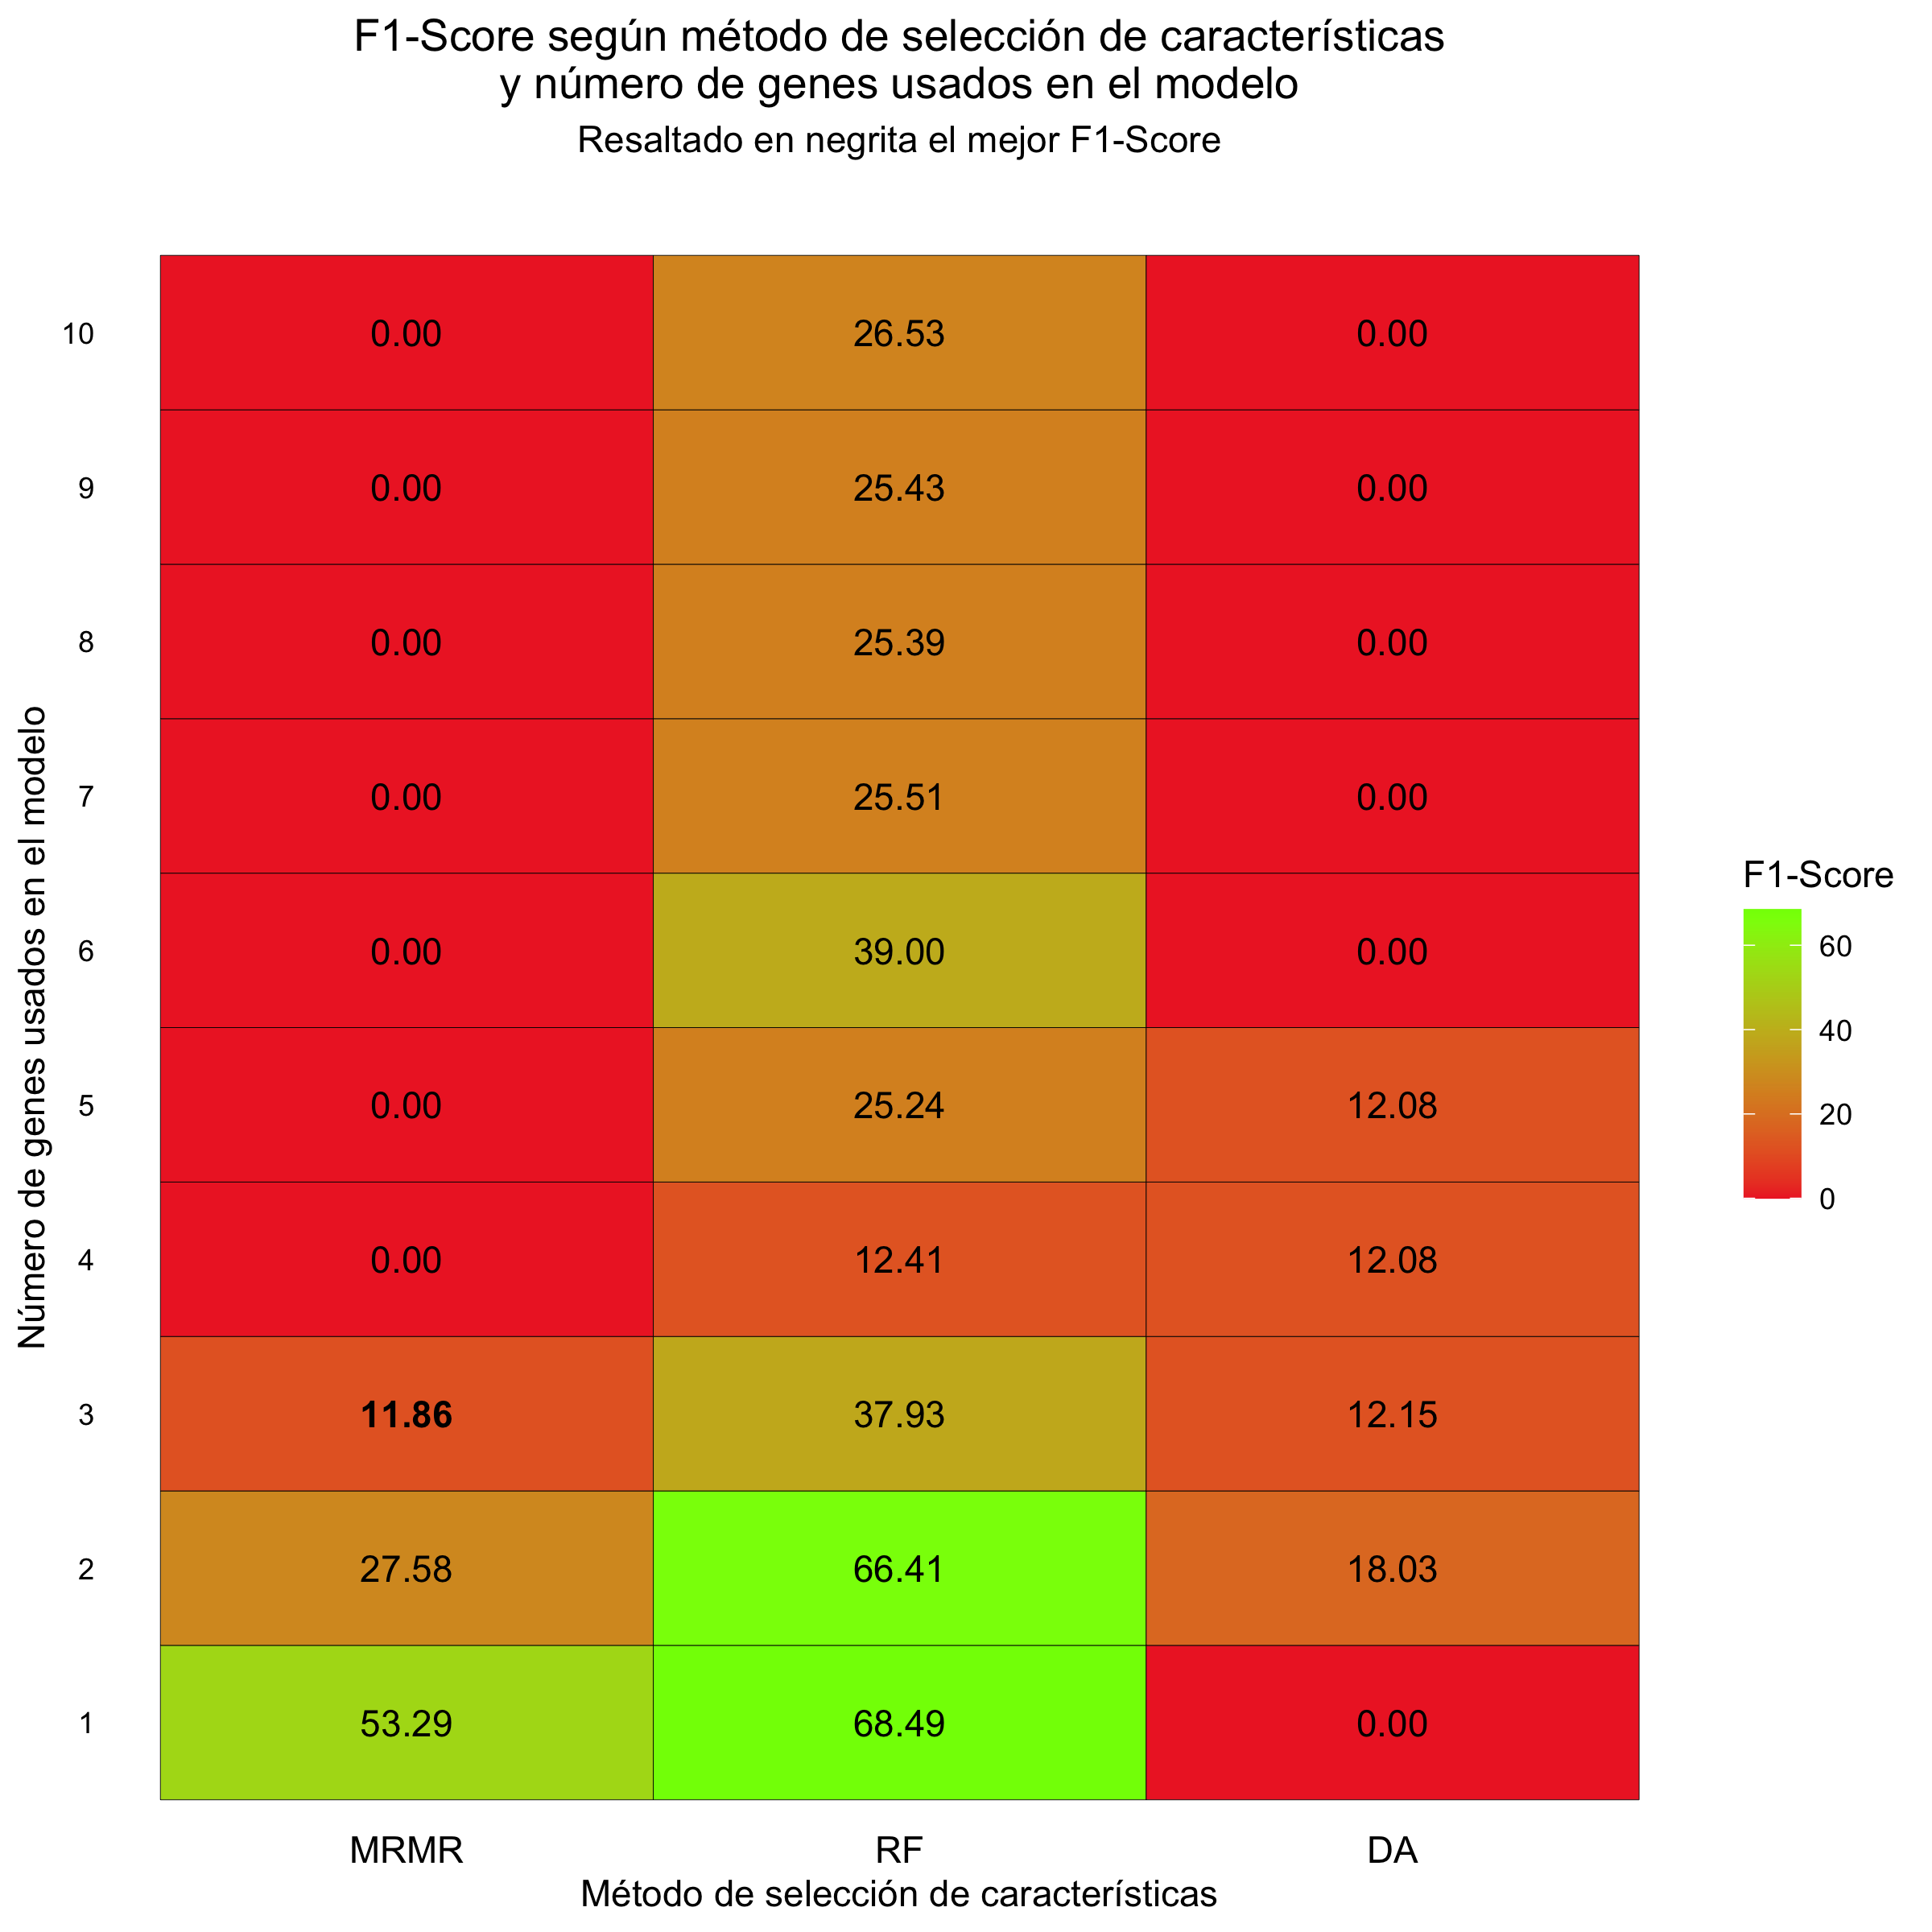 F1-Score según método de selección de características
y número de genes usados en el modelo
Resaltado en negrita el mejor F1-Score
Número de genes usados en el modelo
10 0.00 26.53 0.00
9 0.00 25.43 0.00
8 0.00 25.39 0.00
7 0.00 25.51 0.00
6 0.00 39.00 0.00
5 0.00 25.24 12.08
4 0.00 12.41 12.08
3 11.86 37.93 12.15
2 27.58 66.41 18.03
1 53.29 68.49 0.00
MRMR RF DA
Método de selección de características
F1-Score
60
40
20
0